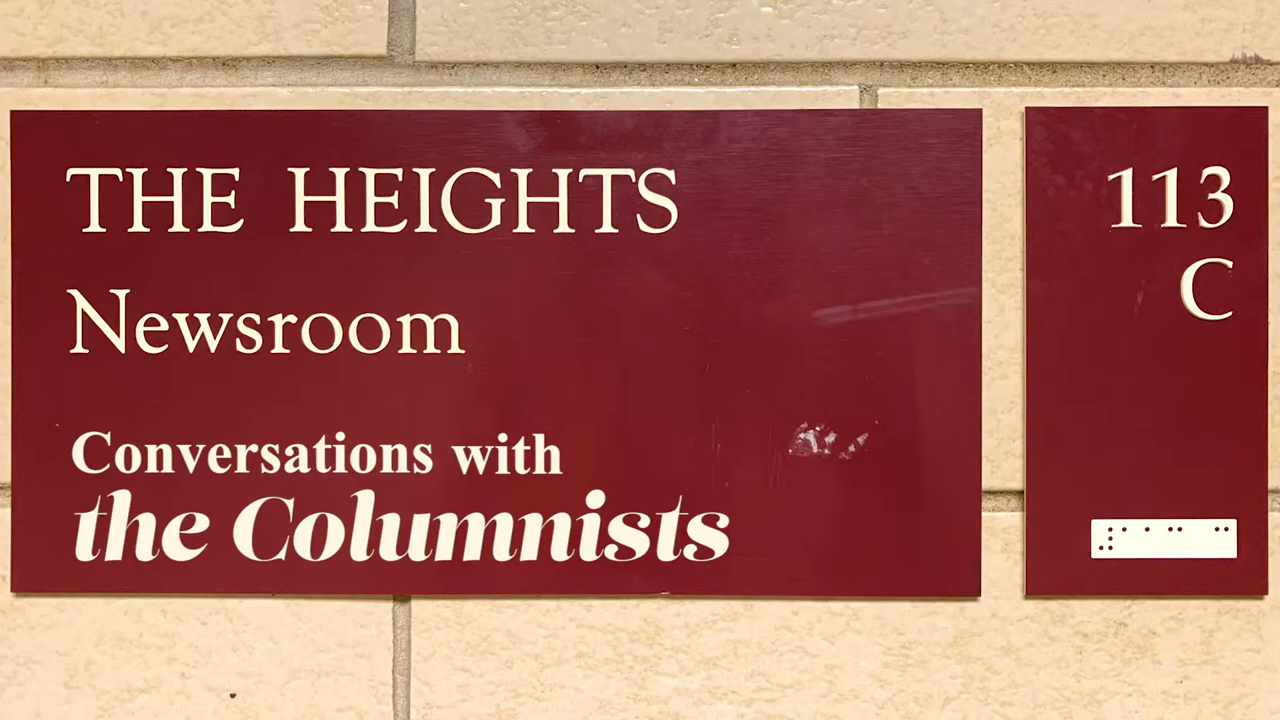 THE HEIGHTS
Newsroom
Conversations with
the Columnists
113
C
⠼⠁⠁⠉ ⠉